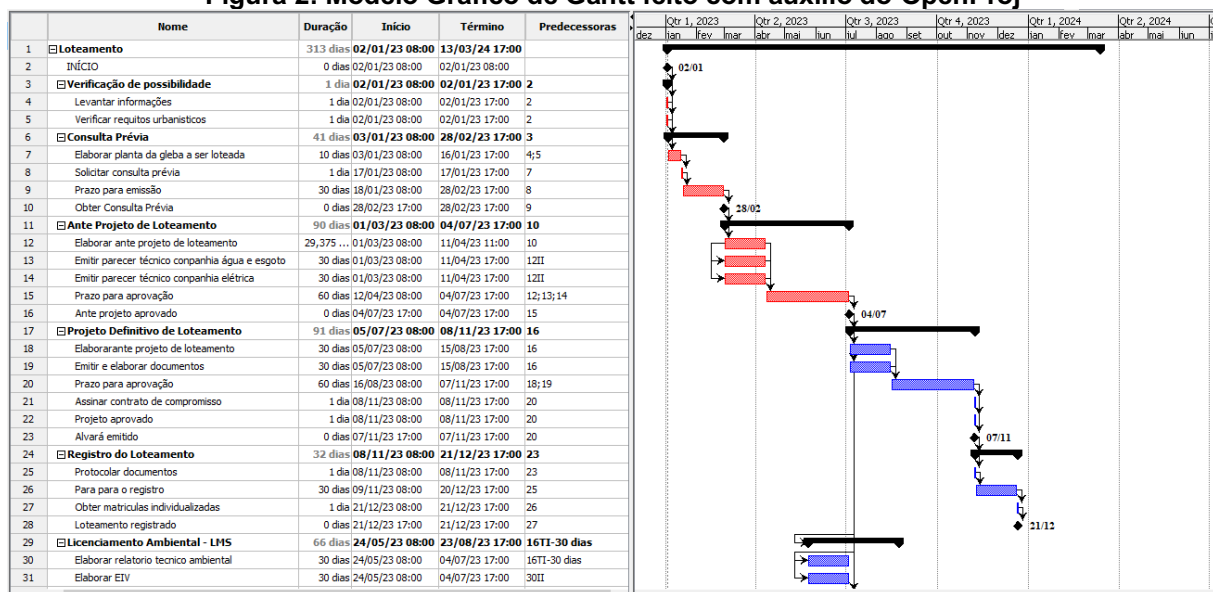 Figura 2: Modelo Gráfico de Gantt feito com auxílio do OpenProj
Nome Duração Início Término Predecessoras
Qtr 1, 2023 Qtr 2, 2023 Qtr 3, 2023 Qtr 4, 2023 Qtr 1, 2024 Qtr 2, 2024
dez jan fev mar abr mai jun jul ago set out nov dez jan fev mar abr mai jun
1 Loteamento 313 dias 02/01/23 08:00 13/03/24 17:00
2 INÍCIO 0 dias 02/01/23 08:00 02/01/23 08:00
02/01
3 Verificação de possibilidade 1 dia 02/01/23 08:00 02/01/23 17:00 2
4 Levantar informações 1 dia 02/01/23 08:00 02/01/23 17:00 2
5 Verificar requitos urbanisticos 1 dia 02/01/23 08:00 02/01/23 17:00 2
6 Consulta Prévia 41 dias 03/01/23 08:00 28/02/23 17:00 3
7 Elaborar planta da gleba a ser loteada 10 dias 03/01/23 08:00 16/01/23 17:00 4;5
8 Solicitar consulta prévia 1 dia 17/01/23 08:00 17/01/23 17:00 7
9 Prazo para emissão 30 dias 18/01/23 08:00 28/02/23 17:00 8
10 Obter Consulta Prévia 0 dias 28/02/23 17:00 28/02/23 17:00 9
28/02
11 Ante Projeto de Loteamento 90 dias 01/03/23 08:00 04/07/23 17:00 10
12 Elaborar ante projeto de loteamento 29,375 ... 01/03/23 08:00 11/04/23 11:00 10
13 Emitir parecer técnico conpanhia água e esgoto 30 dias 01/03/23 08:00 11/04/23 17:00 12II
14 Emitir parecer técnico conpanhia elétrica 30 dias 01/03/23 08:00 11/04/23 17:00 12II
15 Prazo para aprovação 60 dias 12/04/23 08:00 04/07/23 17:00 12;13;14
16 Ante projeto aprovado 0 dias 04/07/23 17:00 04/07/23 17:00 15
04/07
17 Projeto Definitivo de Loteamento 91 dias 05/07/23 08:00 08/11/23 17:00 16
18 Elaborarante projeto de loteamento 30 dias 05/07/23 08:00 15/08/23 17:00 16
19 Emitir e elaborar documentos 30 dias 05/07/23 08:00 15/08/23 17:00 16
20 Prazo para aprovação 60 dias 16/08/23 08:00 07/11/23 17:00 18;19
21 Assinar contrato de compromisso 1 dia 08/11/23 08:00 08/11/23 17:00 20
22 Projeto aprovado 1 dia 08/11/23 08:00 08/11/23 17:00 20
23 Alvará emitido 0 dias 07/11/23 17:00 07/11/23 17:00 20
07/11
24 Registro do Loteamento 32 dias 08/11/23 08:00 21/12/23 17:00 23
25 Protocolar documentos 1 dia 08/11/23 08:00 08/11/23 17:00 23
26 Para para o registro 30 dias 09/11/23 08:00 20/12/23 17:00 25
27 Obter matriculas individualizadas 1 dia 21/12/23 08:00 21/12/23 17:00 26
28 Loteamento registrado 0 dias 21/12/23 17:00 21/12/23 17:00 27
21/12
29 Licenciamento Ambiental - LMS 66 dias 24/05/23 08:00 23/08/23 17:00 16TI-30 dias
30 Elaborar relatorio tecnico ambiental 30 dias 24/05/23 08:00 04/07/23 17:00 16TI-30 dias
31 Elaborar EIV 30 dias 24/05/23 08:00 04/07/23 17:00 30II